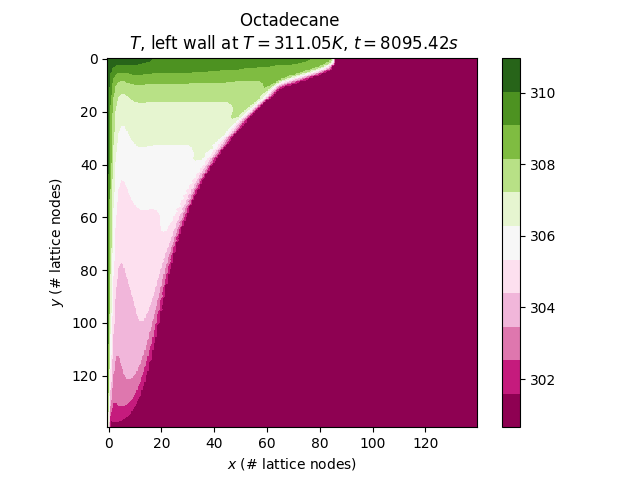 Octadecane
T, left wall at T = 311.05K, t = 8095.42s
0
20
40
60
80
100
120
y (# lattice nodes)
0 20 40 60 80 100 120
x (# lattice nodes)
310
308
306
304
302